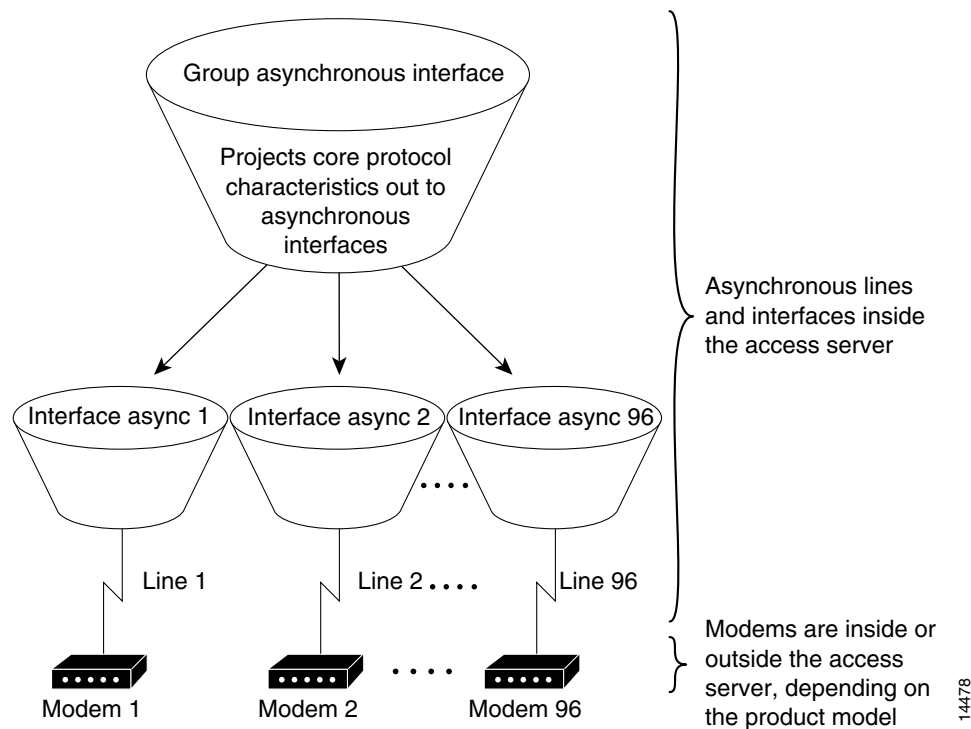 Group asynchronous interface
Projects core protocol
characteristics out to
asynchronous
interfaces
Asynchronous lines
and interfaces inside
the access server
Interface async 1
Interface async 2
Interface async 96
....
Line 1
Line 2 ....
Line 96
Modem 1
Modem 2
....
Modem 96
Modems are inside or
outside the access
server, depending on
the product model
14478